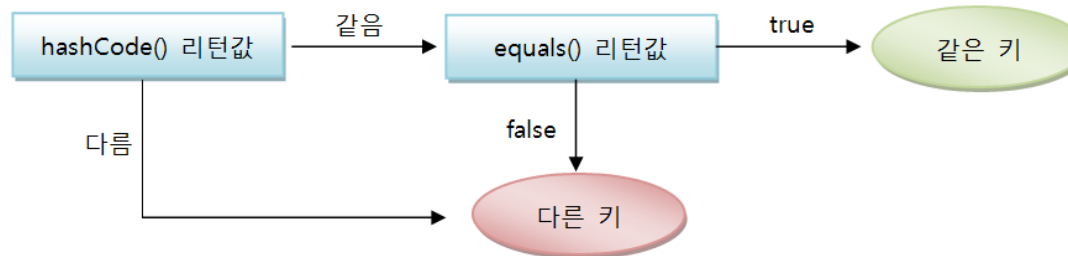 hashCode() 리턴값
같음
equals() 리턴값
true
같은 키
다름
false
다른 키